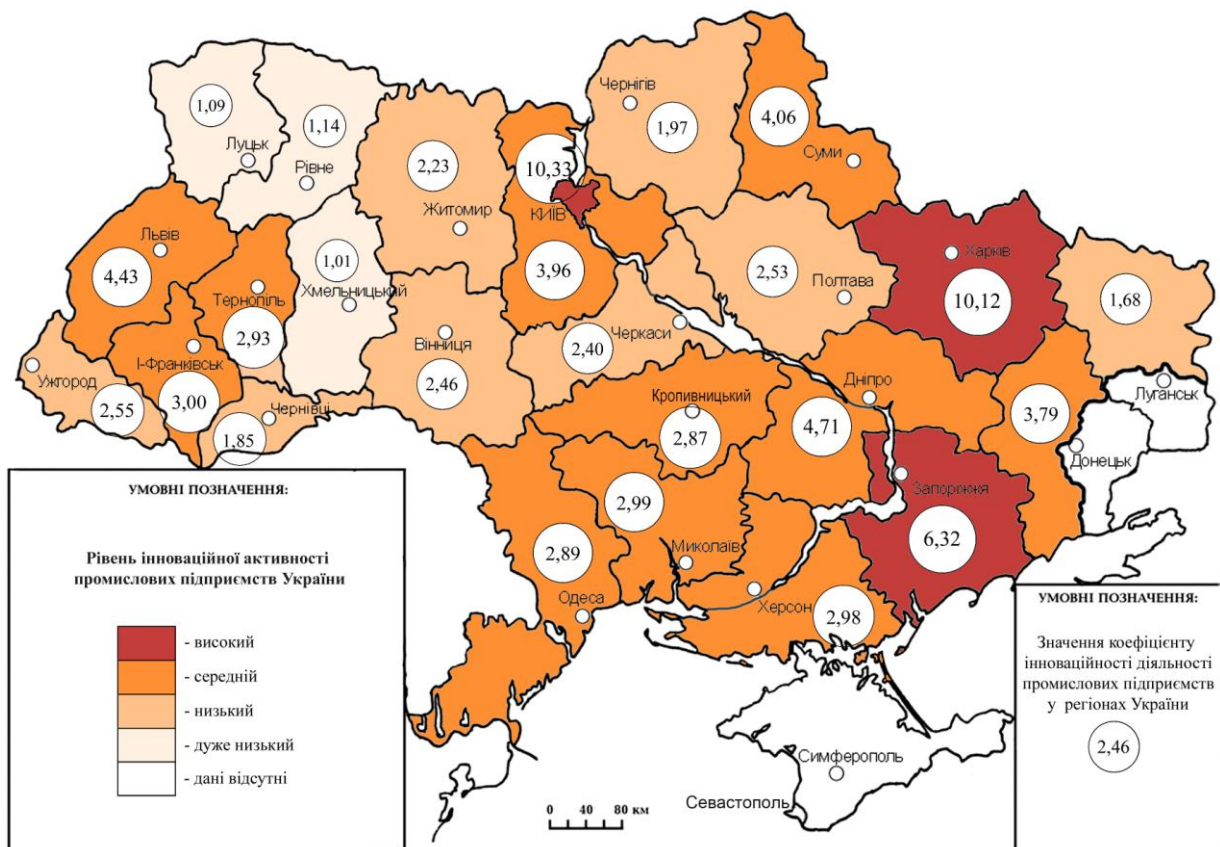 Чернігів
1,97
4,06
Суми
1,09
Луцьк
1,14
Рівне
2,23
Житомир
10,33
КИЇВ
3,96
Львів
4,43
Тернопіль
2,93
1,01
Хмельницький
2,53
Полтава
Харків
10,12
1,68
Луганськ
Ужгород
2,55
І-Франківськ
3,00
Чернівці
1,85
Вінниця
2,46
2,40
Черкаси
Кропивницький
2,87
Дніпро
4,71
3,79
Донецьк
Запоріжжя
6,32
2,99
Миколаїв
2,89
Одеса
Херсон
2,98
Симферополь
Севастополь
0 40 80 км
УМОВНІ ПОЗНАЧЕННЯ:
Рівень інноваційної активності
промислових підприємств України
- високий
- середній
- низький
- дуже низький
- дані відсутні
УМОВНІ ПОЗНАЧЕННЯ:
Значення коефіцієнту
інноваційності діяльності
промислових підприємств
у регіонах України
2,46